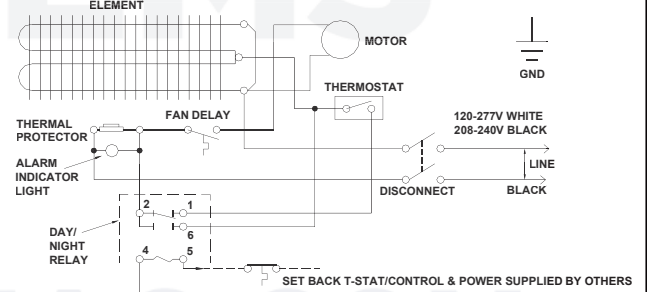 ELEMENT
MOTOR
GND
THERMOSTAT
FAN DELAY
THERMAL
PROTECTOR
120-277V WHITE
208-240V BLACK
ALARM
INDICATOR
LIGHT
LINE
DISCONNECT
BLACK
2
1
6
DAY/
NIGHT
RELAY
4
5
SET BACK T-STAT/CONTROL & POWER SUPPLIED BY OTHERS